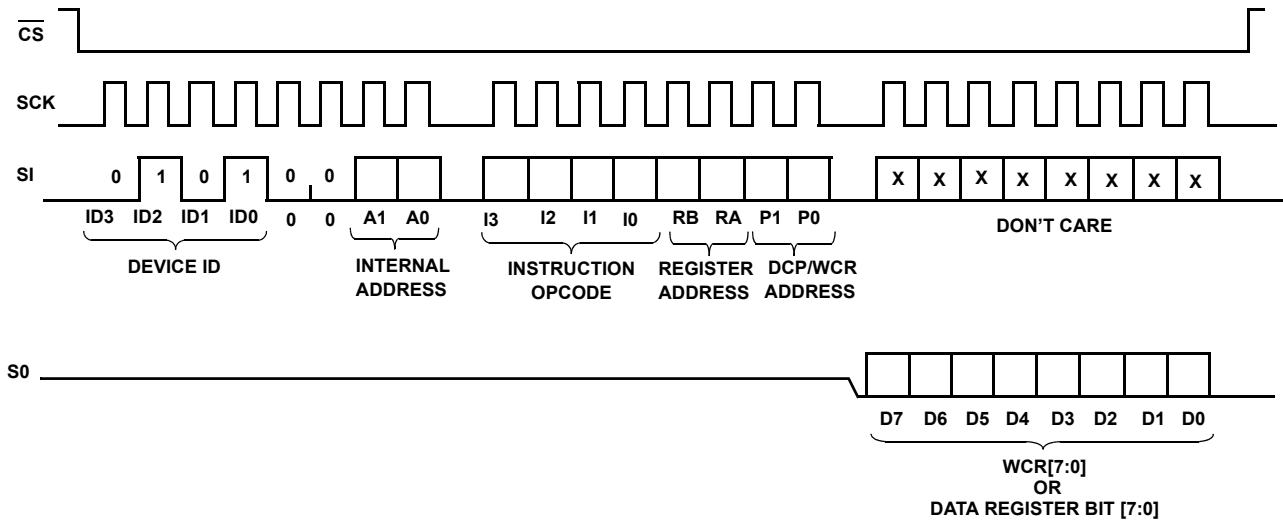 CS
SCK
SI
0 1 0 1 0 0 X X X X X X X X
ID3 ID2 ID1 ID0 0 0 A1 A0 I3 I2 I1 I0 RB RA P1 P0 DON'T CARE
DEVICE ID
INTERNAL
ADDRESS
INSTRUCTION
OPCODE
REGISTER
ADDRESS
DCP/WCR
ADDRESS
S0
D7 D6 D5 D4 D3 D2 D1 D0
WCR[7:0]
OR
DATA REGISTER BIT [7:0]